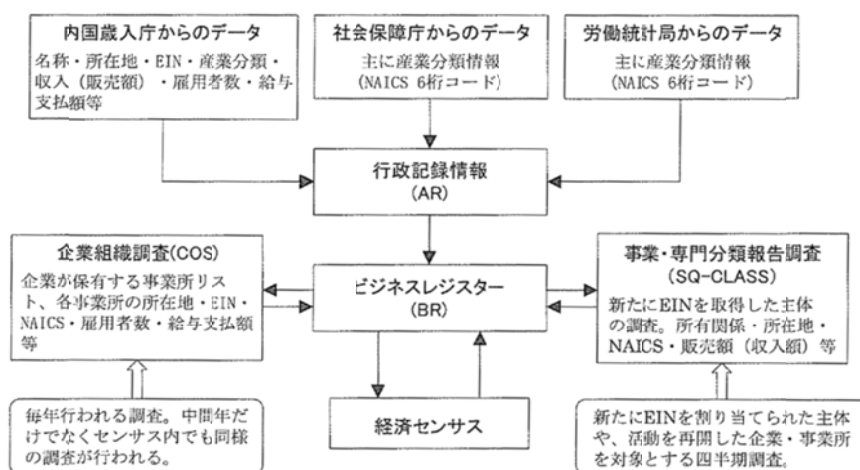 内国歳入庁からのデータ
名称・所在地・EIN・産業分類・
収入（販売額）・雇用者数・給与
支払額等
社会保障庁からのデータ
主に産業分類情報
(NAICS 6桁コード)
労働統計局からのデータ
主に産業分類情報
(NAICS 6桁コード)
行政記録情報
(AR)
企業組織調査(COS)
企業が保有する事業所リス
ト、各事業所の所在地・EIN・
NAICS・雇用者数・給与支払額
等
ビジネスレジスター
(BR)
事業・専門分類報告調査
(SQ-CLASS)
新たにEINを取得した主体
の調査。所有関係・所在地・
NAICS・販売額（収入額）等
毎年行われる調査。中間年だ
けでなくセンサス内でも同様
の調査が行われる。
経済センサス
新たにEINを割り当てられた主体
や、活動を再開した企業・事業所
を対象とする四半期調査。